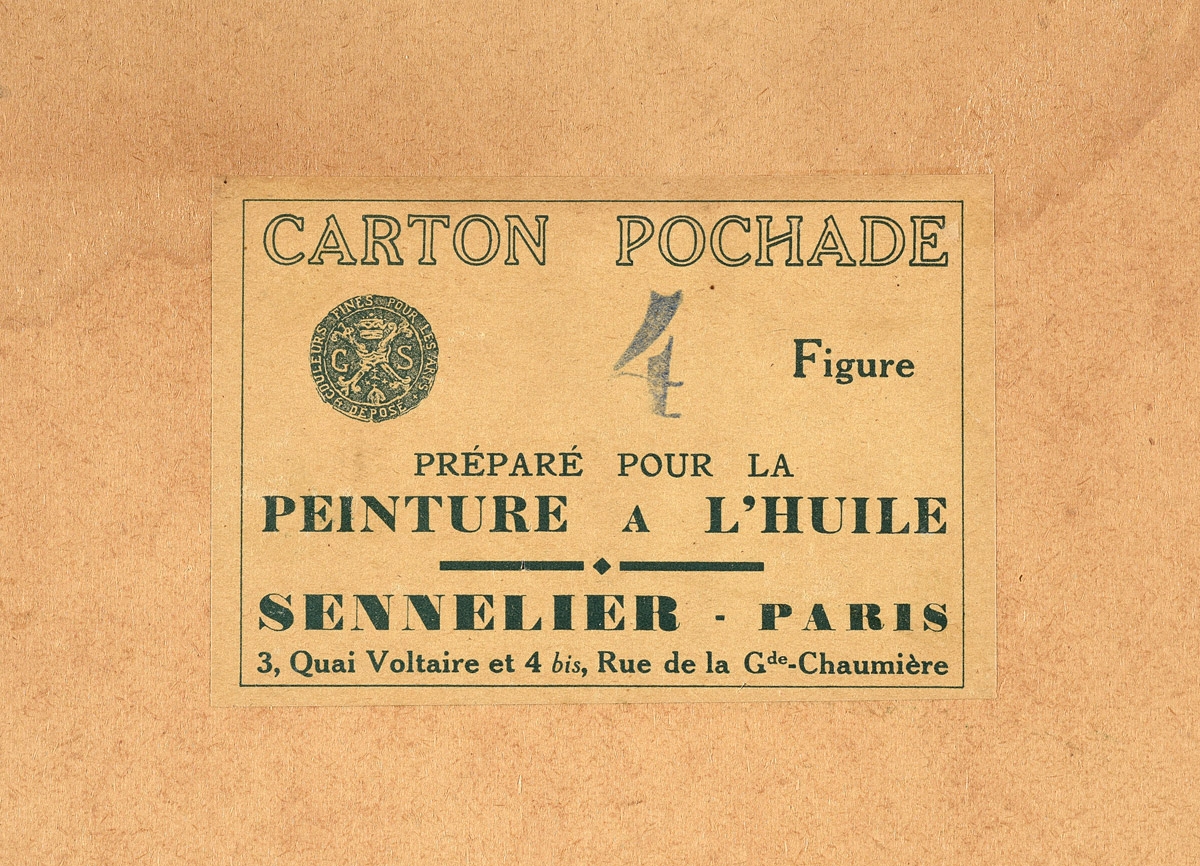 CARTON POCHADE
COULEURS FINES POUR LES ARTS
G S
DEPOSÉ
4 Figure
PRÉPARÉ POUR LA
PEINTURE A L'HUILE
SENNELIER - PARIS
3, Quai Voltaire et 4 bis, Rue de la Gde-Chaumière